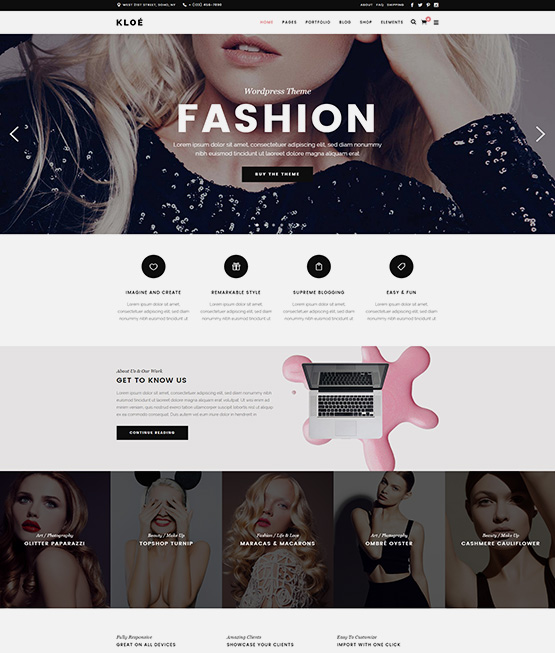 WEST 21ST STREET, SOHO, NY
ABOUT FAQ SHIPPING
KLOÉ
HOME PAGES PORTFOLIO BLOG SHOP ELEMENTS
Wordpress Theme
FASHION
Lorem ipsum dolor sit amet, consectetuer adipiscing elit, sed diam nonummy
nibh euismod tincidunt ut laoreet dolore magna aliquam erat.
BUY THE THEME
IMAGINE AND CREATE
Lorem ipsum dolor sit amet,
consectetuer adipiscing elit, sed diam
nonummy nibh euismod tincidunt ut
REMARKABLE STYLE
Lorem ipsum dolor sit amet,
consectetuer adipiscing elit, sed diam
nonummy nibh euismod tincidunt ut
SUPREME BLOGGING
Lorem ipsum dolor sit amet,
consectetuer adipiscing elit, sed diam
nonummy nibh euismod tincidunt ut
EASY & FUN
Lorem ipsum dolor sit amet,
consectetuer adipiscing elit, sed diam
nonummy nibh euismod tincidunt ut
About Us & Our Work
GET TO KNOW US
Lorem ipsum dolor sit amet, consectetuer adipiscing elit, sed diam nonummy
nibh euismod tincidunt ut laoreet dolore magna aliquam erat volutpat. Ut wisi enim ad
minim veniam, quis nostrud exerci tation ullamcorper suscipit lobortis nisl ut aliquip
ex ea commodo consequat. Duis autem vel eum iriure dolor in hendrerit in
CONTINUE READING
Art / Photography
GLITTER PAPARAZZI
Beauty / Make Up
TOPSHOP TURNIP
Fashion / Life & Love
MARACAS & MACARONS
Art / Photography
OMBRÉ OYSTER
Beauty / Make Up
CASHMERE CAULIFLOWER
Fully Responsive
GREAT ON ALL DEVICES
Amazing Clients
SHOWCASE YOUR CLIENTS
Easy To Customize
IMPORT WITH ONE CLICK